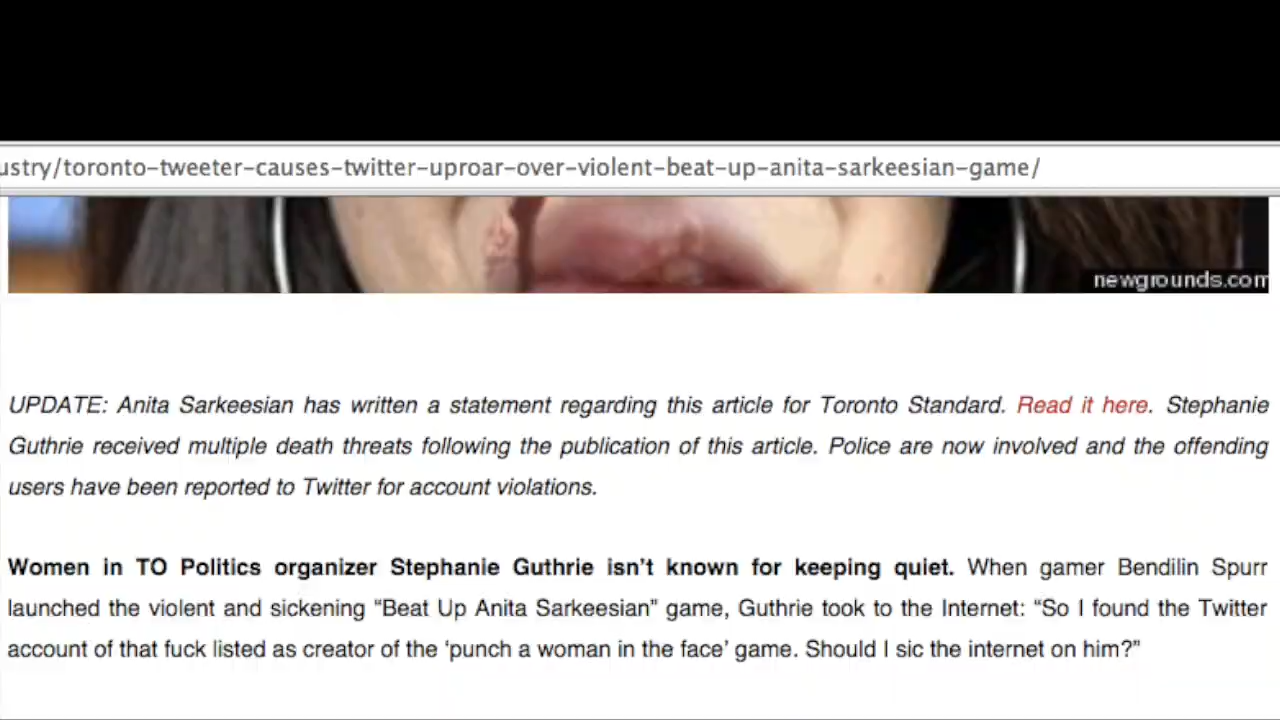 ustry/toronto-tweeter-causes-twitter-uproar-over-violent-beat-up-anita-sarkeesian-game/
newgrounds.com
UPDATE: Anita Sarkeesian has written a statement regarding this article for Toronto Standard. Read it here. Stephanie
Guthrie received multiple death threats following the publication of this article. Police are now involved and the offending
users have been reported to Twitter for account violations.
Women in TO Politics organizer Stephanie Guthrie isn't known for keeping quiet. When gamer Bendilin Spurr
launched the violent and sickening “Beat Up Anita Sarkeesian” game, Guthrie took to the Internet: “So I found the Twitter
account of that fuck listed as creator of the ‘punch a woman in the face’ game. Should I sic the internet on him?”